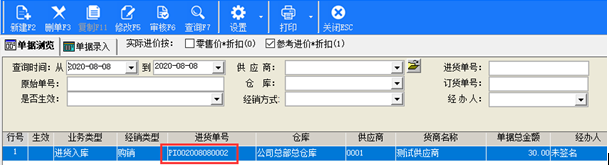 新建F2 删单F3 复制F11 修改F5 审核F6 查询F7 设置 打印 关闭ESC
单据浏览 单据录入 实际进价按: 零售价*折扣(0) 参考进价*折扣(1)
查询时间: 从 2020-08-08 到 2020-08-08 供 应 商: 进货单号:
原始单号: 仓 库: 订货单号:
是否生效: 经销方式: 经 办 人:
行号 生效 业务类型 经销类型 进货单号 仓库 供应商 货商名称 单据总金额 经办人
1 进货入库 购销 PI002008080002 公司总部总仓库 0001 测试供应商 30.00 未签名